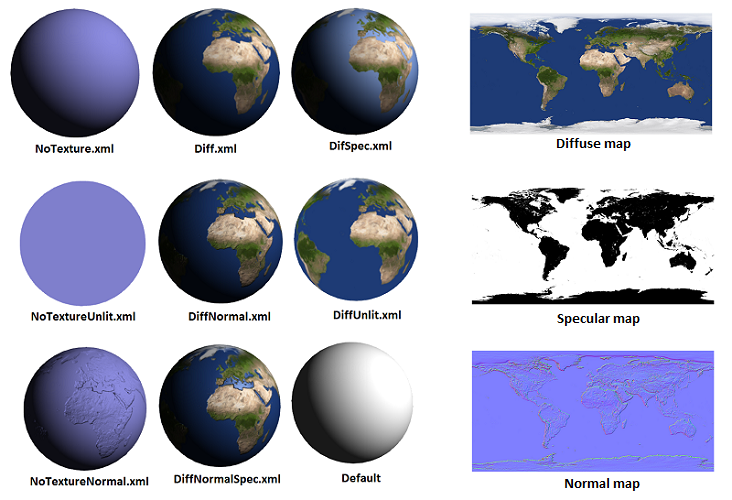 NoTexture.xml
Diff.xml
DifSpec.xml
Diffuse map
NoTextureUnlit.xml
DiffNormal.xml
DiffUnlit.xml
Specular map
NoTextureNormal.xml
DiffNormalSpec.xml
Default
Normal map